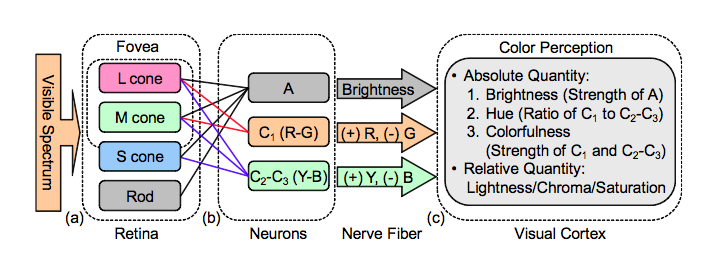 Visible Spectrum
(a)
Fovea
L cone
M cone
S cone
Rod
Retina
(b)
A
C₁ (R-G)
C₂-C₃ (Y-B)
Neurons
Brightness
(+) R, (-) G
(+) Y, (-) B
Nerve Fiber
(c)
Color Perception
• Absolute Quantity:
1. Brightness (Strength of A)
2. Hue (Ratio of C₁ to C₂-C₃)
3. Colorfulness
(Strength of C₁ and C₂-C₃)
• Relative Quantity:
Lightness/Chroma/Saturation
Visual Cortex